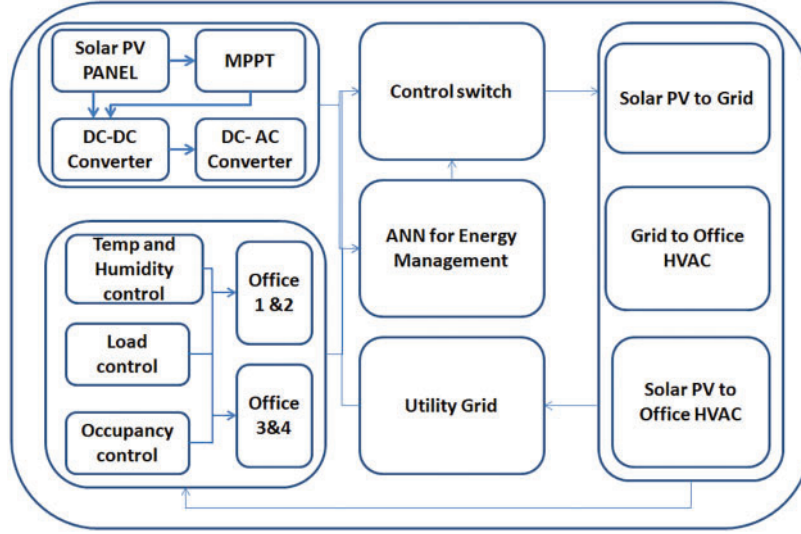 Solar PV
PANEL
MPPT
DC-DC
Converter
DC- AC
Converter
Control switch
Solar PV to Grid
Temp and
Humidity
control
Load
control
Occupancy
control
Office
1 &2
Office
3&4
ANN for Energy
Management
Utility Grid
Grid to Office
HVAC
Solar PV to
Office HVAC